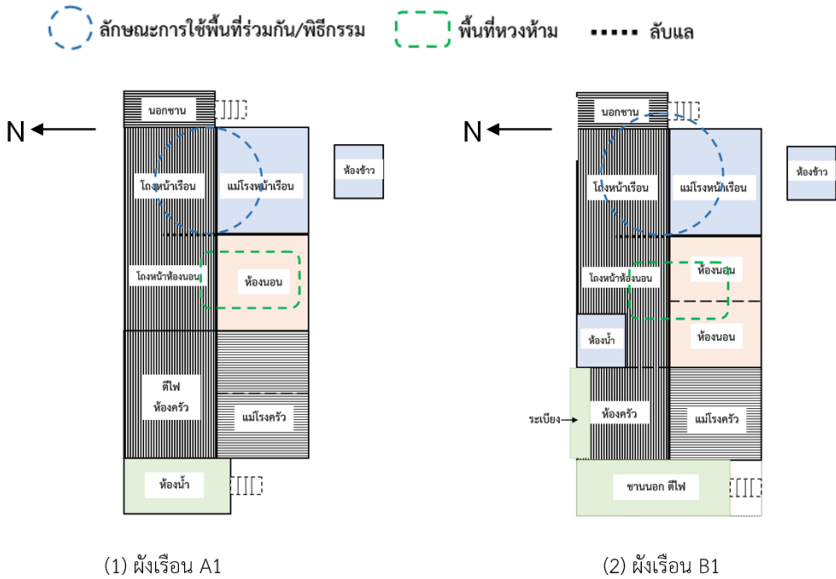 ลักษณะการใช้พื้นที่ร่วมกัน/พิธีกรรม
พื้นที่หวงห้าม
ลับแล
N
นอกชาน
โถงหน้าเรือน
แม่โรงหน้าเรือน
ห้องข้าว
โถงหน้าห้องนอน
ห้องนอน
ตีไฟ
ห้องครัว
แม่โรงครัว
ห้องน้ำ
(1) ผังเรือน A1
N
นอกชาน
โถงหน้าเรือน
แม่โรงหน้าเรือน
ห้องข้าว
โถงหน้าห้องนอน
ห้องนอน
ห้องน้ำ
ห้องนอน
ระเบียง
ห้องครัว
แม่โรงครัว
ชานนอก ตีไฟ
(2) ผังเรือน B1